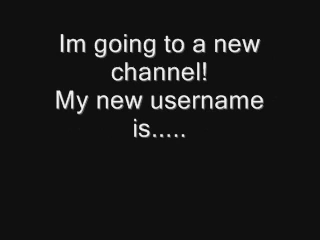 Im going to a new
channel!
My new username
is.....